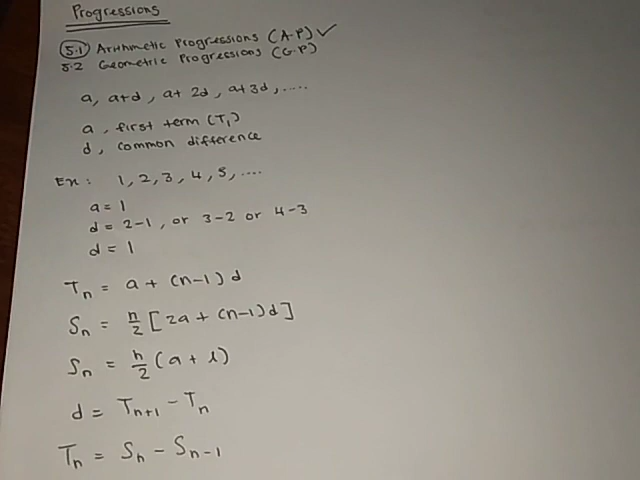 Progressions
5.1 Arithmetic Progressions (A.P) ✓
5.2 Geometric Progressions (G.P)
a, a+d, a+ 2d, a+3d, .....
a, first term (T₁)
d, common difference
Ex: 1, 2, 3, 4, 5, ....
a = 1
d = 2-1, or 3-2 or 4-3
d = 1
Tₙ = a + (n-1) d
Sₙ = n/2 [2a + (n-1)d]
Sₙ = n/2 (a + l)
d = Tₙ₊₁ - Tₙ
Tₙ = Sₙ - Sₙ₋₁